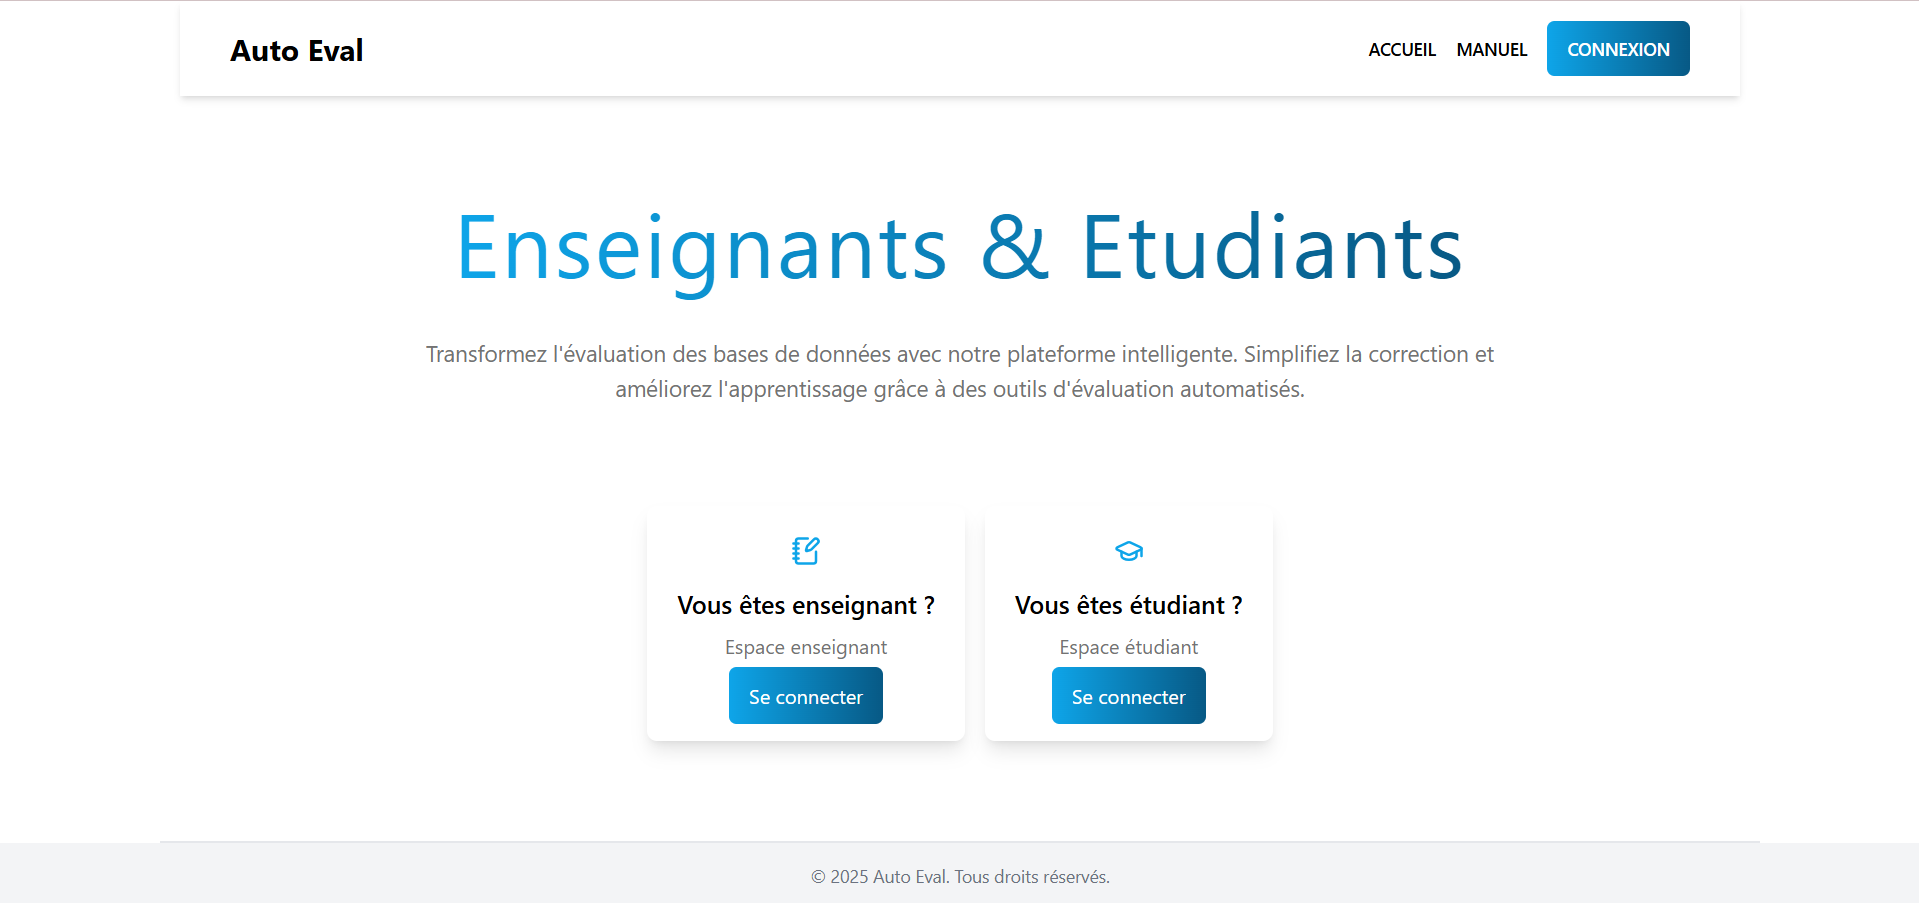 Auto Eval
ACCUEIL
MANUEL
CONNEXION
Enseignants & Etudiants
Transformez l'évaluation des bases de données avec notre plateforme intelligente. Simplifiez la correction et
améliorez l'apprentissage grâce à des outils d'évaluation automatisés.
Vous êtes enseignant ?
Espace enseignant
Se connecter
Vous êtes étudiant ?
Espace étudiant
Se connecter
© 2025 Auto Eval. Tous droits réservés.